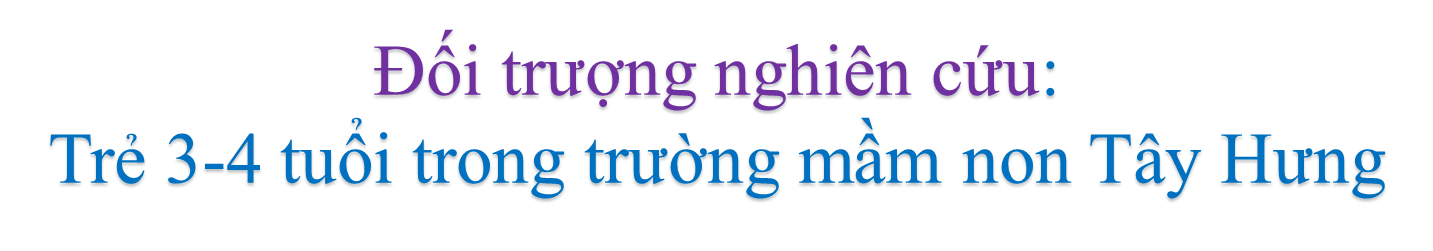 Đối trượng nghiên cứu:
Trẻ 3-4 tuổi trong trường mầm non Tây Hưng